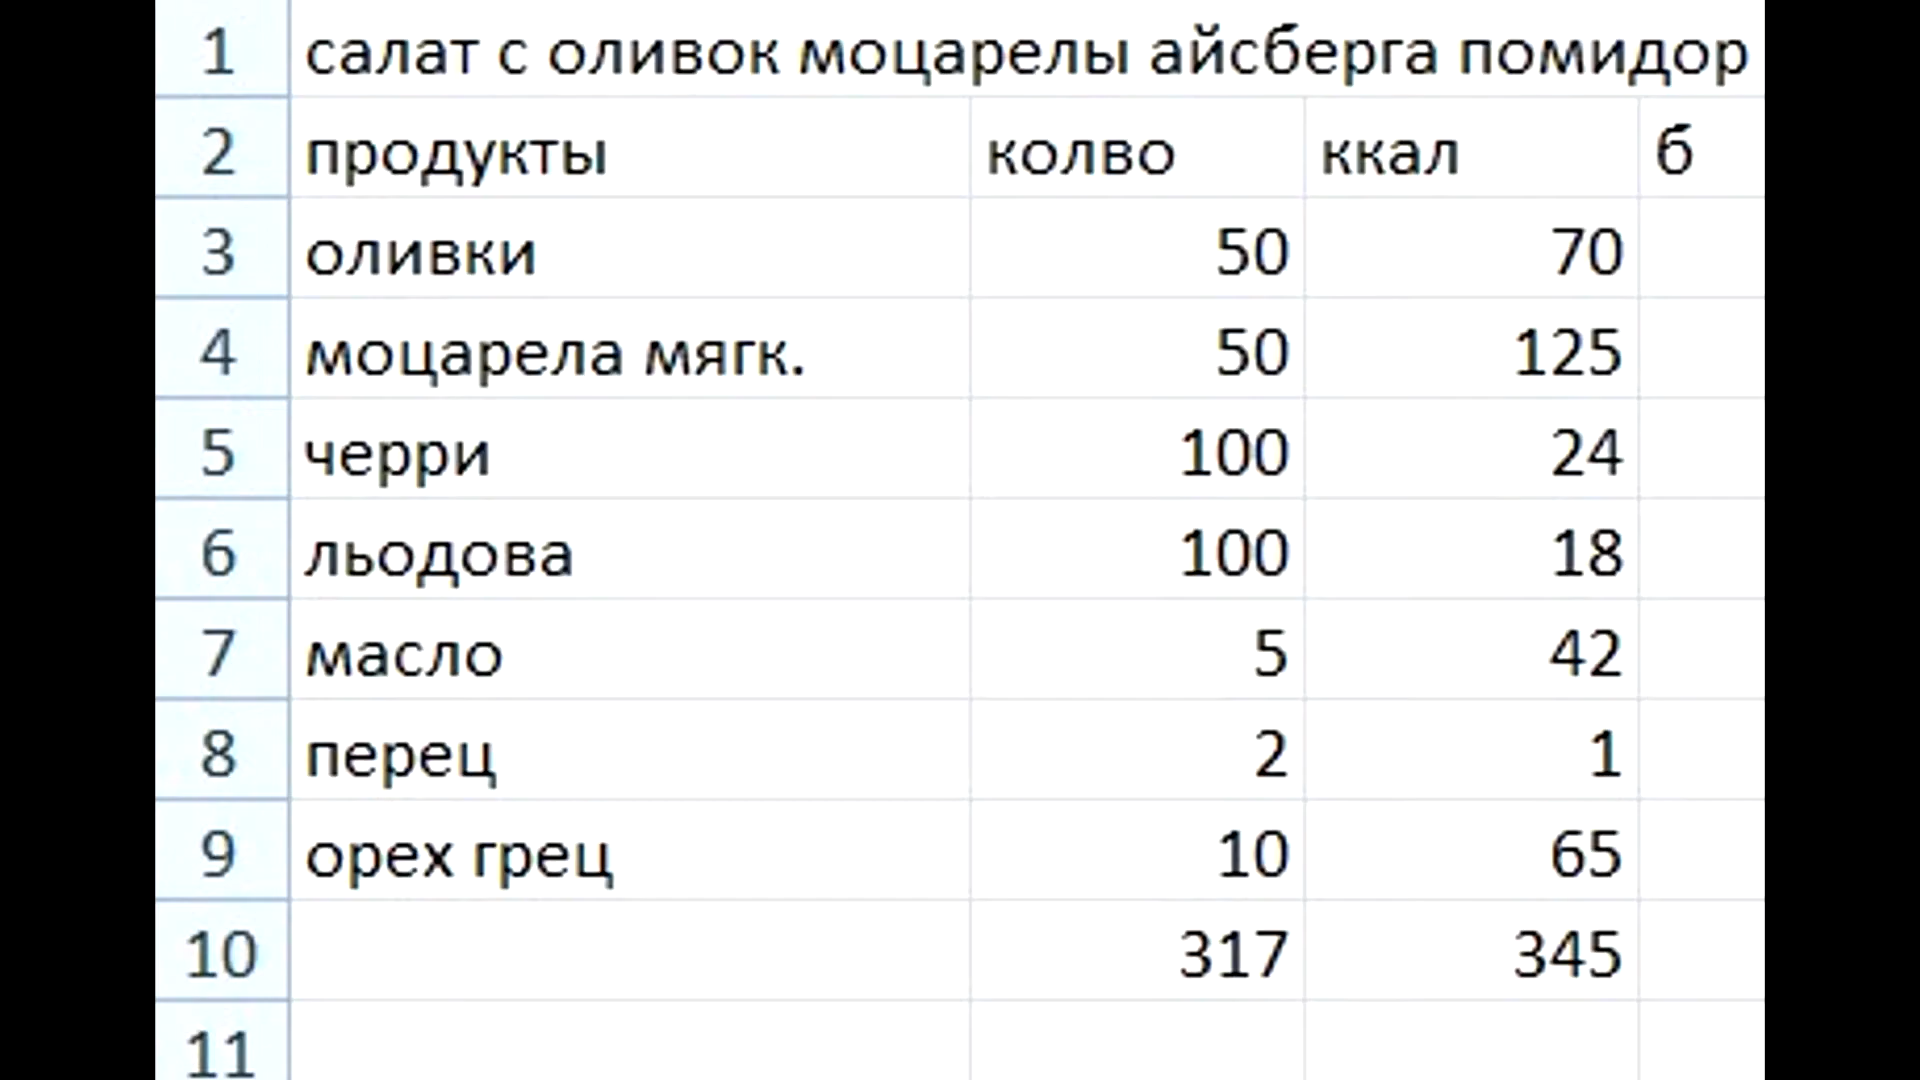 1 салат с оливок моцарелы айсберга помидор
2 продукты колво ккал б
3 оливки 50 70
4 моцарела мягк. 50 125
5 черри 100 24
6 льодова 100 18
7 масло 5 42
8 перец 2 1
9 орех грец 10 65
10 317 345
11